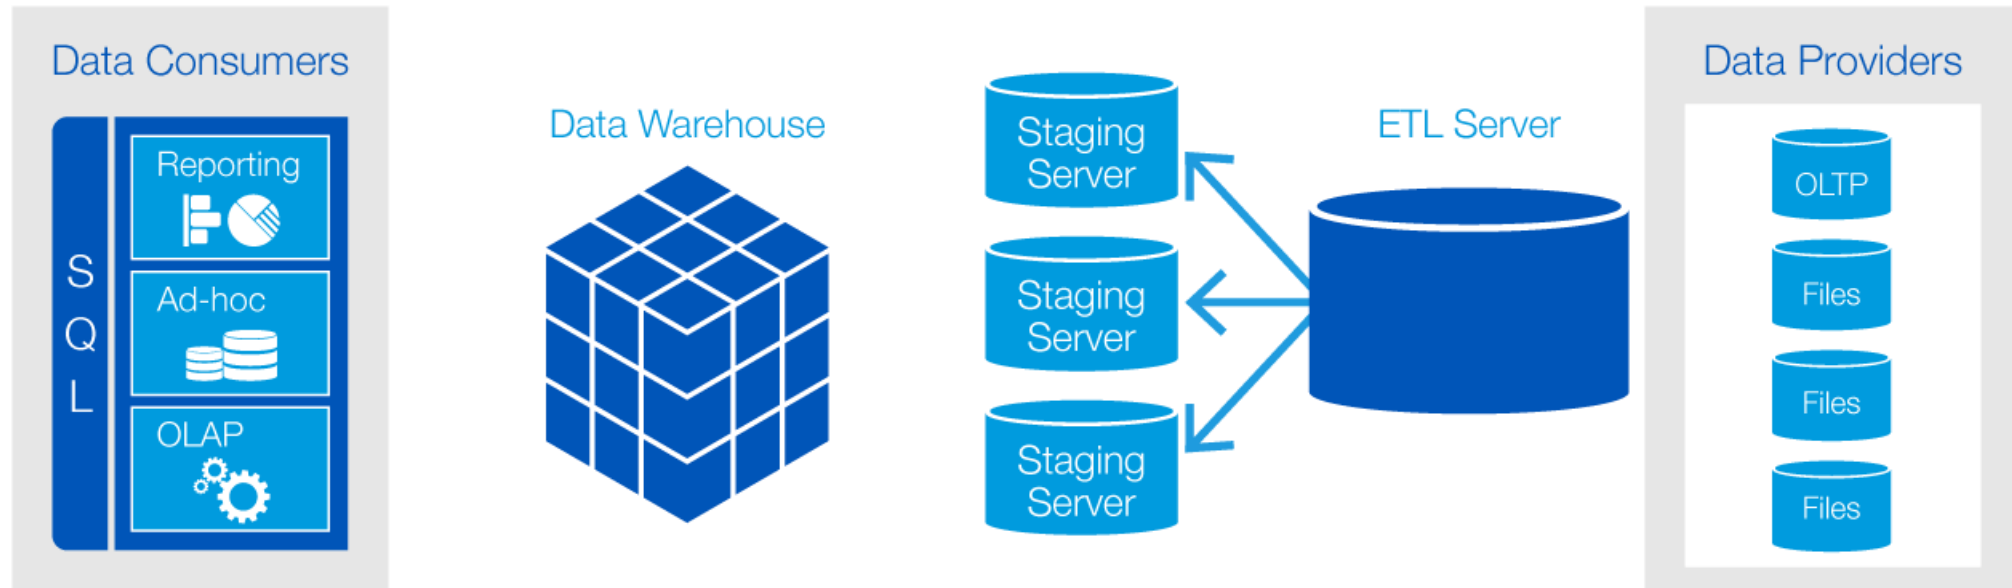 Data Consumers
S
Q
L
Reporting
Ad-hoc
OLAP
Data Warehouse
Staging
Server
Staging
Server
Staging
Server
ETL Server
Data Providers
OLTP
Files
Files
Files